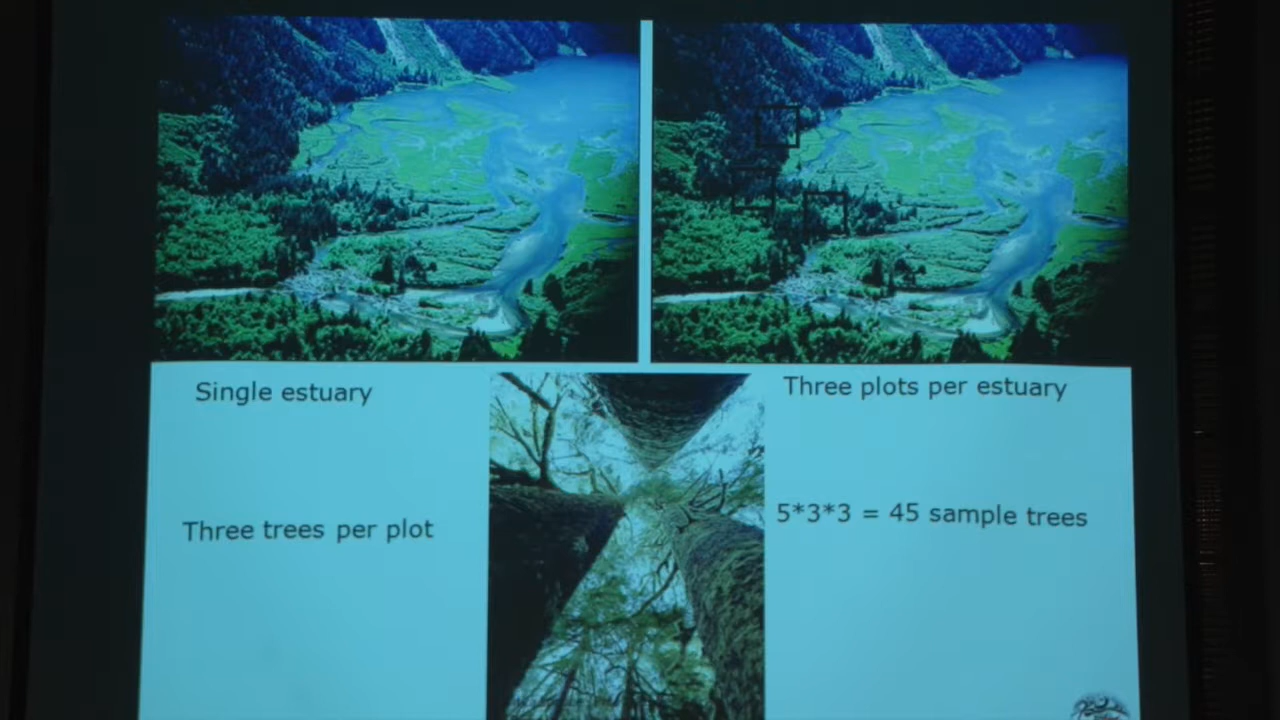 Single estuary
Three plots per estuary
Three trees per plot
5*3*3 = 45 sample trees